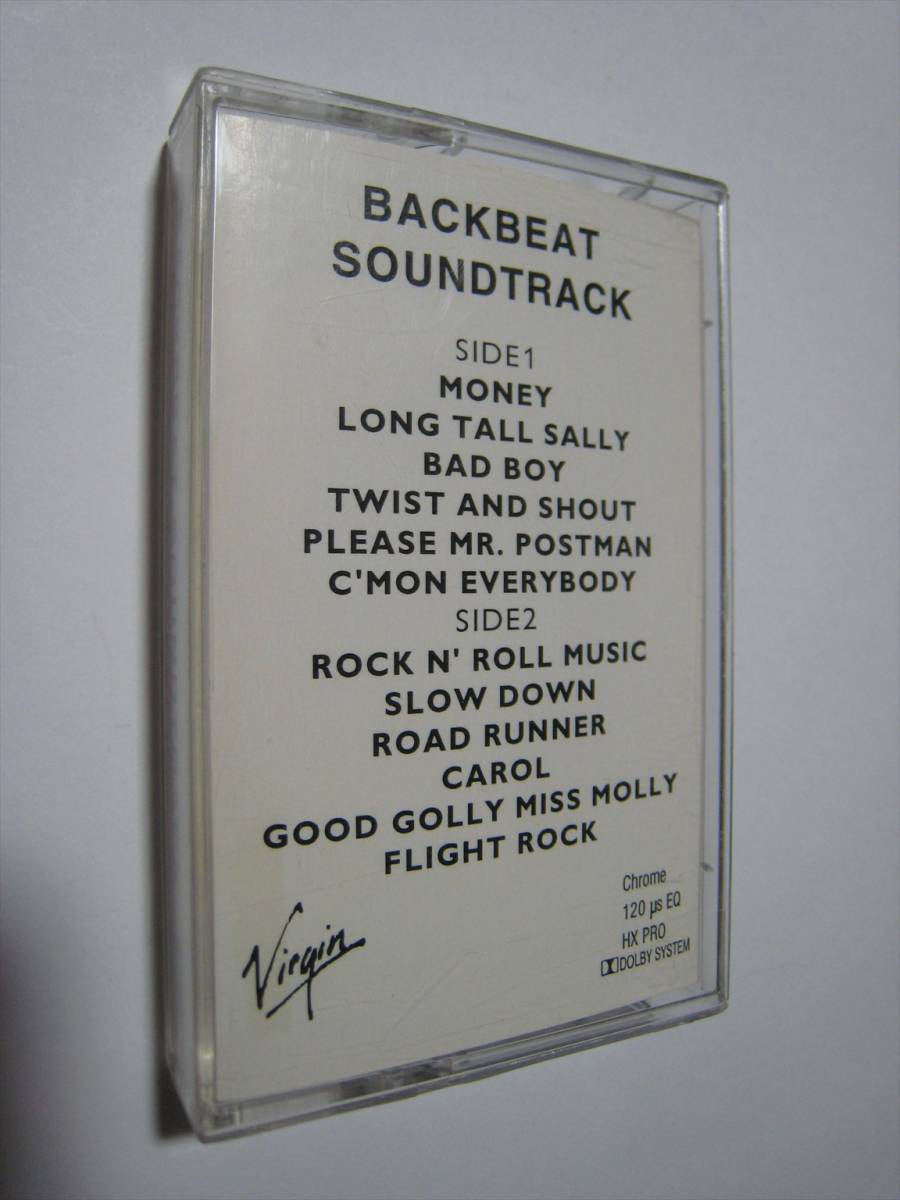 BACKBEAT
SOUNDTRACK
SIDE1
MONEY
LONG TALL SALLY
BAD BOY
TWIST AND SHOUT
PLEASE MR. POSTMAN
C'MON EVERYBODY
SIDE2
ROCK N' ROLL MUSIC
SLOW DOWN
ROAD RUNNER
CAROL
GOOD GOLLY MISS MOLLY
FLIGHT ROCK
Virgin
Chrome
120 µs EQ
HX PRO
DOLBY SYSTEM